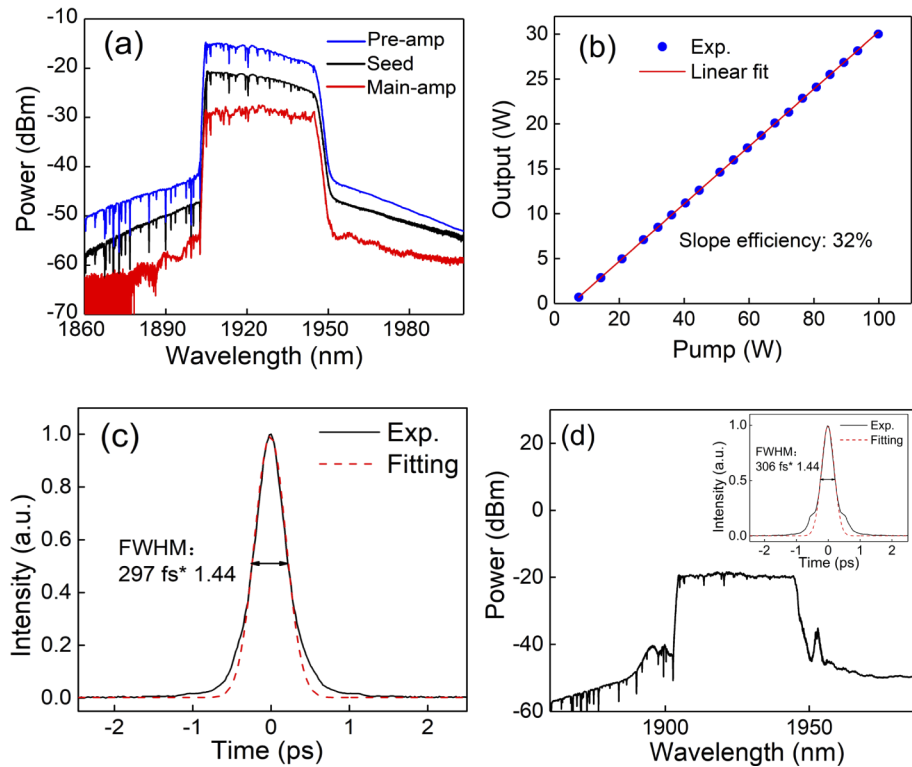 (a)
Pre-amp
Seed
Main-amp
-10
-20
-30
-40
-50
-60
-70
Power (dBm)
1860 1890 1920 1950 1980
Wavelength (nm)
(b)
Exp.
Linear fit
Slope efficiency: 32%
30
25
20
15
10
5
0
Output (W)
0 20 40 60 80 100
Pump (W)
(c)
Exp.
Fitting
FWHM:
297 fs* 1.44
1.0
0.8
0.6
0.4
0.2
0.0
Intensity (a.u.)
-2 -1 0 1 2
Time (ps)
(d)
20
0
-20
-40
-60
Power (dBm)
1900 1950
Wavelength (nm)
Exp.
Fitting
FWHM:
306 fs* 1.44
1.0
0.5
0.0
Intensity (a.u.)
-2 -1 0 1 2
Time (ps)